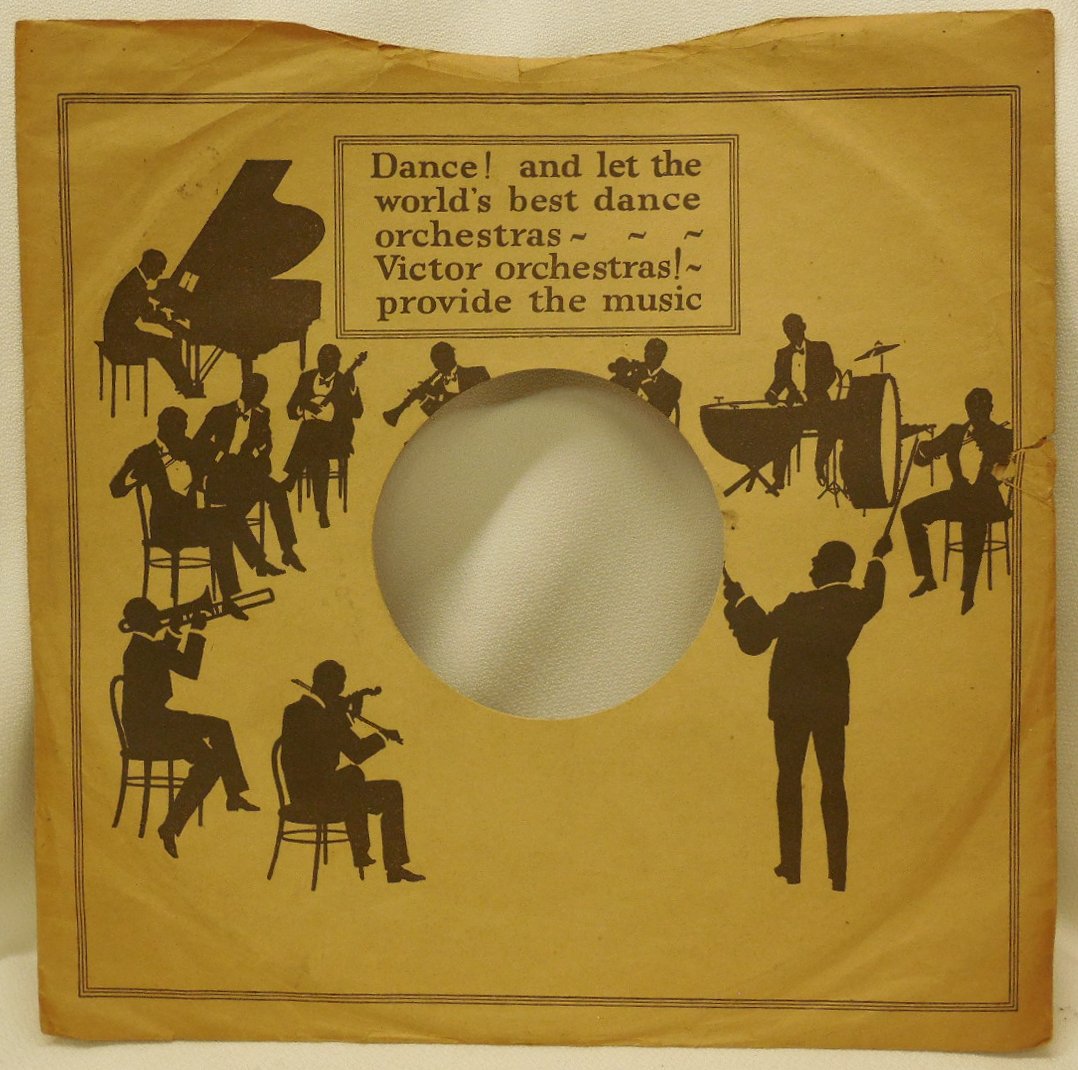 Dance! and let the
world's best dance
orchestras ~ ~ ~
Victor orchestras!~
provide the music